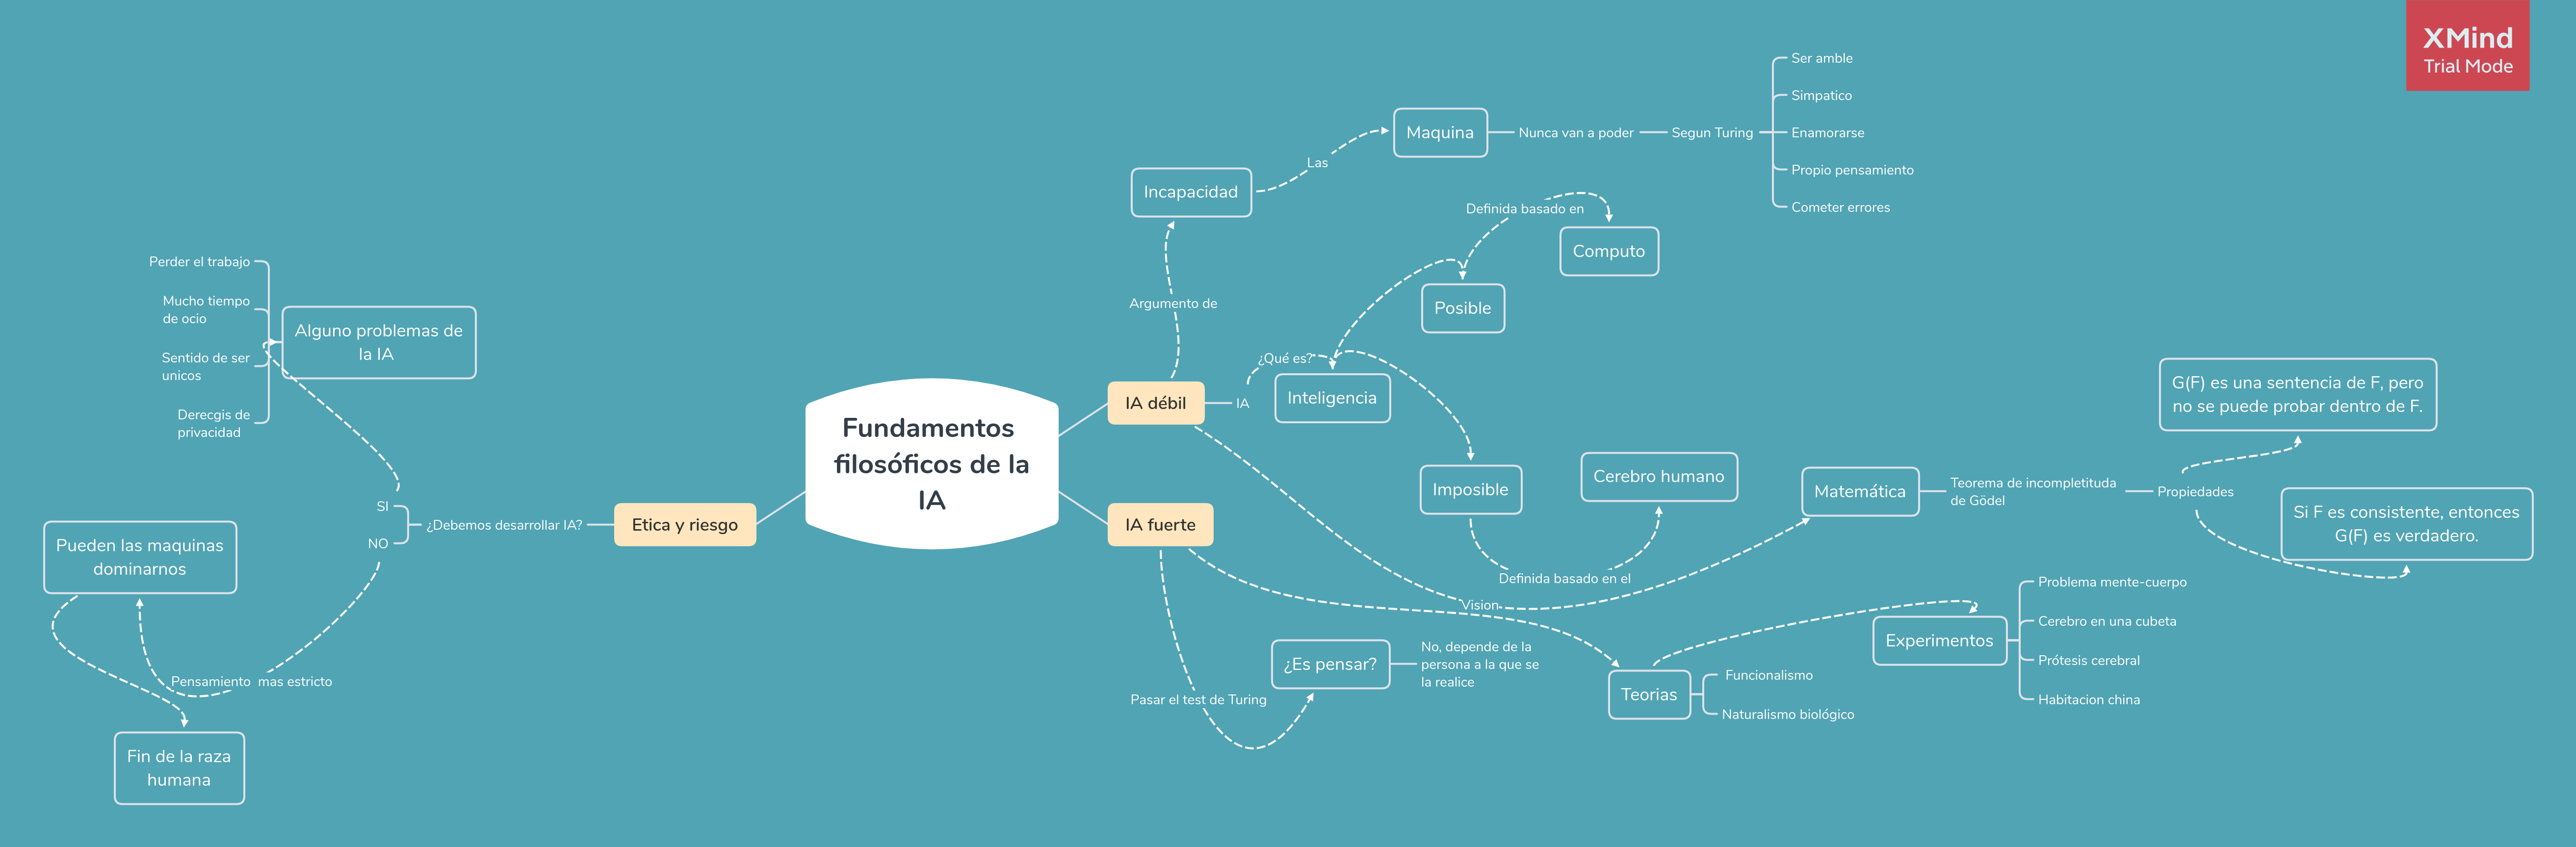 XMind
Trial Mode
Fundamentos
filosóficos de la
IA
IA débil
Argumento de
Incapacidad
Las
Maquina
Nunca van a poder
Segun Turing
Ser amble
Simpatico
Enamorarse
Propio pensamiento
Cometer errores
IA
¿Qué es?
Inteligencia
Posible
Definida basado en
Computo
Imposible
Definida basado en el
Cerebro humano
Vision
Matemática
Teorema de incompletituda
de Gödel
Propiedades
G(F) es una sentencia de F, pero
no se puede probar dentro de F.
Si F es consistente, entonces
G(F) es verdadero.
IA fuerte
Pasar el test de Turing
¿Es pensar?
No, depende de la
persona a la que se
la realice
Teorias
Funcionalismo
Naturalismo biológico
Experimentos
Problema mente-cuerpo
Cerebro en una cubeta
Prótesis cerebral
Habitacion china
Etica y riesgo
¿Debemos desarrollar IA?
SI
NO
Alguno problemas de
la IA
Perder el trabajo
Mucho tiempo
de ocio
Sentido de ser
unicos
Derecgis de
privacidad
Pensamiento mas estricto
Pueden las maquinas
dominarnos
Fin de la raza
humana